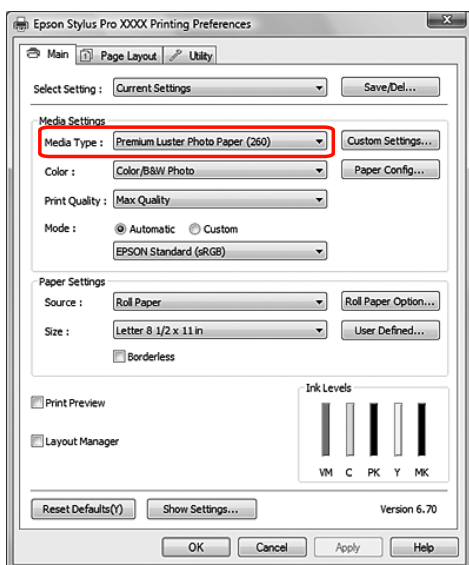 Epson Stylus Pro XXXX Printing Preferences
Main Page Layout Utility
Select Setting : Current Settings Save/Del...
Media Settings
Media Type : Premium Luster Photo Paper (260) Custom Settings...
Color : Color/B&W Photo Paper Config...
Print Quality : Max Quality
Mode : Automatic Custom
EPSON Standard (sRGB)
Paper Settings
Source : Roll Paper Roll Paper Option...
Size : Letter 8 1/2 x 11 in User Defined...
Borderless
Print Preview
Layout Manager
Ink Levels
VM C PK Y MK
Reset Defaults(Y) Show Settings... Version 6.70
OK Cancel Apply Help